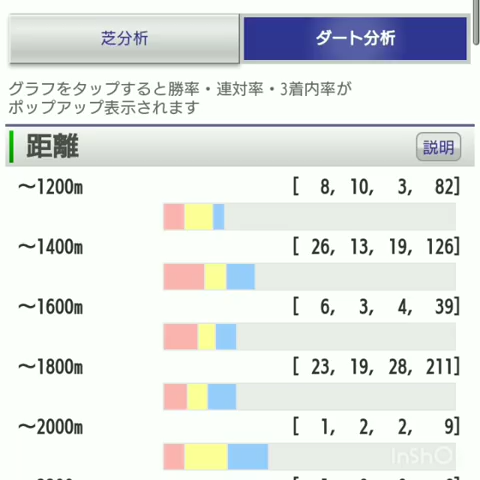 芝分析
ダート分析
グラフをタップすると勝率・連対率・3着内率が
ポップアップ表示されます
距離
説明
～1200m [ 8, 10, 3, 82]
～1400m [ 26, 13, 19, 126]
～1600m [ 6, 3, 4, 39]
～1800m [ 23, 19, 28, 211]
～2000m [ 1, 2, 2, 9]
InShO